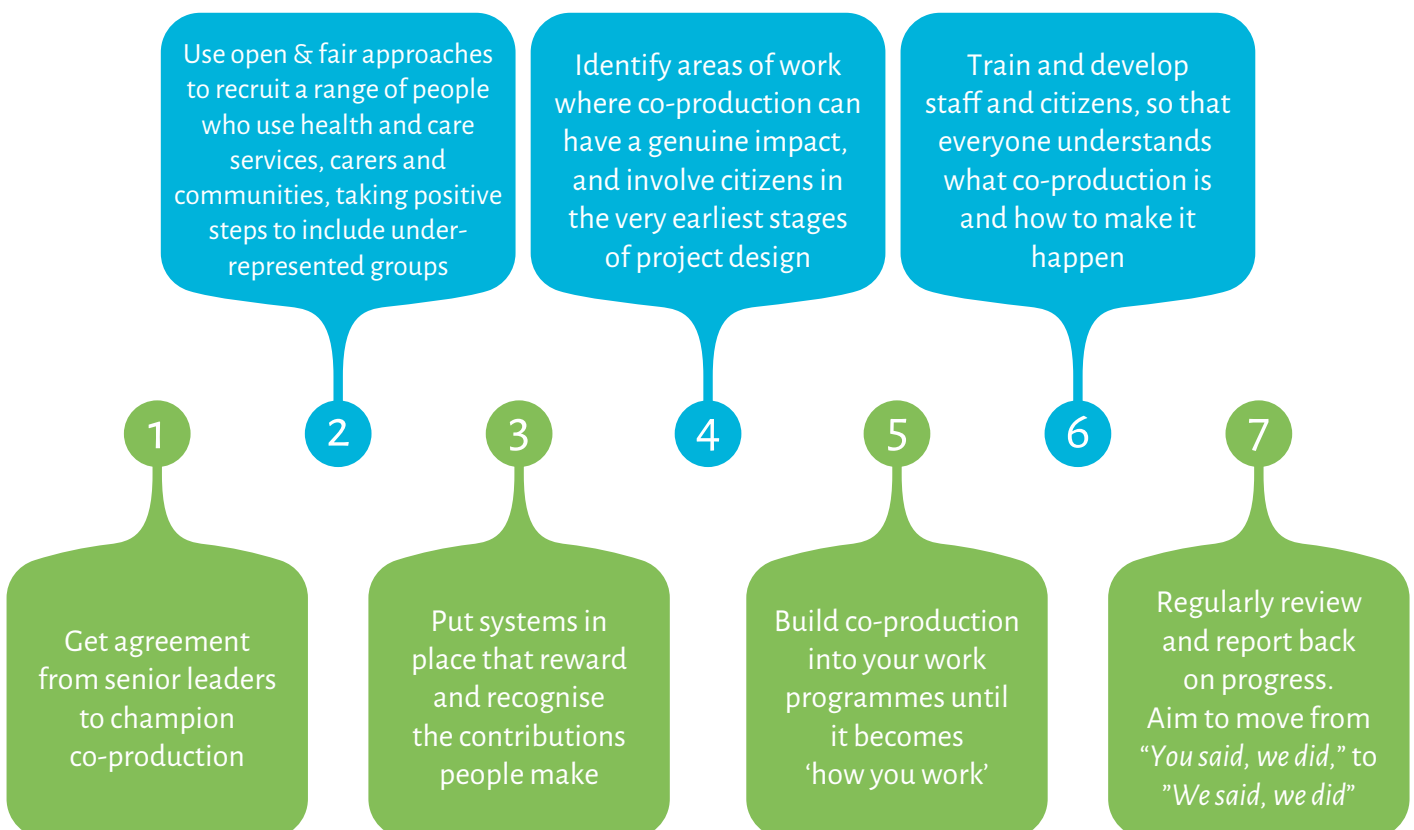 1
Get agreement
from senior leaders
to champion
co-production
2
Use open & fair approaches
to recruit a range of people
who use health and care
services, carers and
communities, taking positive
steps to include under-
represented groups
3
Put systems in
place that reward
and recognise
the contributions
people make
4
Identify areas of work
where co-production can
have a genuine impact,
and involve citizens in
the very earliest stages
of project design
5
Build co-production
into your work
programmes until
it becomes
‘how you work’
6
Train and develop
staff and citizens, so that
everyone understands
what co-production is
and how to make it
happen
7
Regularly review
and report back
on progress.
Aim to move from
“You said, we did,” to
”We said, we did”